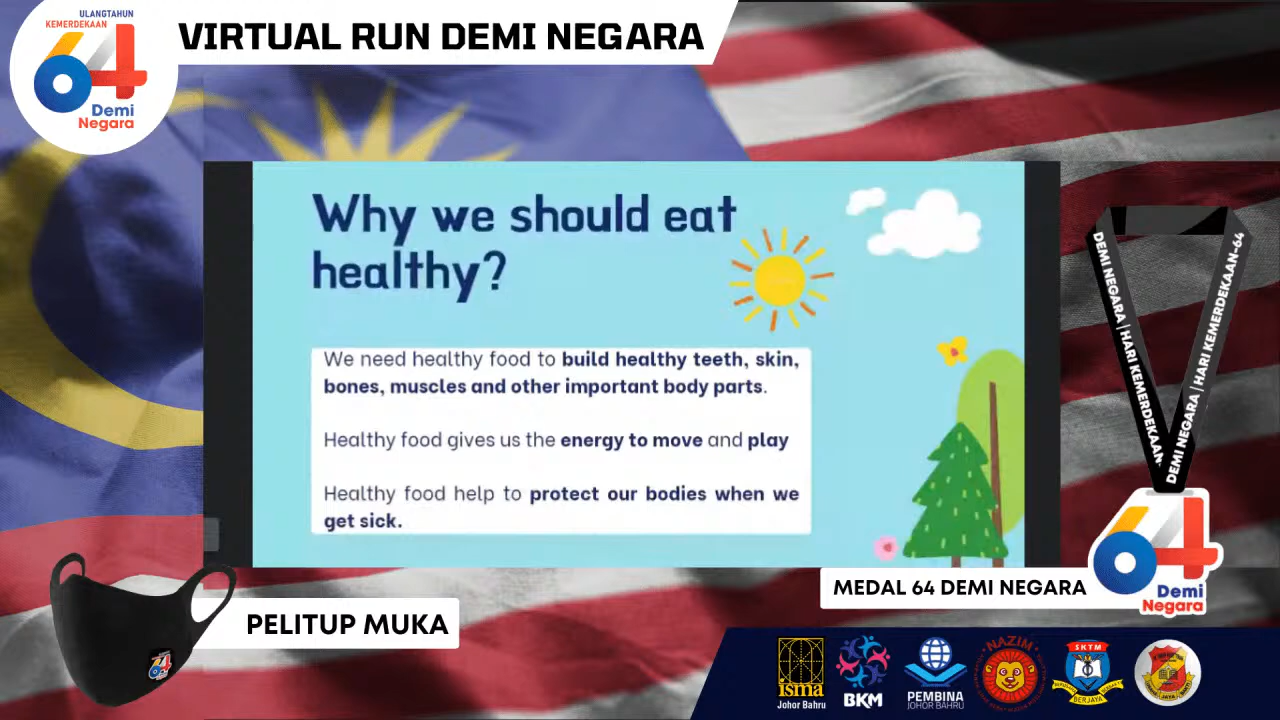 ULANGTAHUN
KEMERDEKAAN
64
Demi
Negara
VIRTUAL RUN DEMI NEGARA
Why we should eat
healthy?
We need healthy food to build healthy teeth, skin,
bones, muscles and other important body parts.
Healthy food gives us the energy to move and play
Healthy food help to protect our bodies when we
get sick.
DEMI NEGARA | HARI KEMERDEKAAN
DEMI NEGARA | HARI KEMERDEKAAN-64
64
Demi
Negara
MEDAL 64 DEMI NEGARA
64
PELITUP MUKA
isma
Johor Bahru
BKM
PEMBINA
JOHOR BAHRU
NAZIM
SKTM
BERJAYA